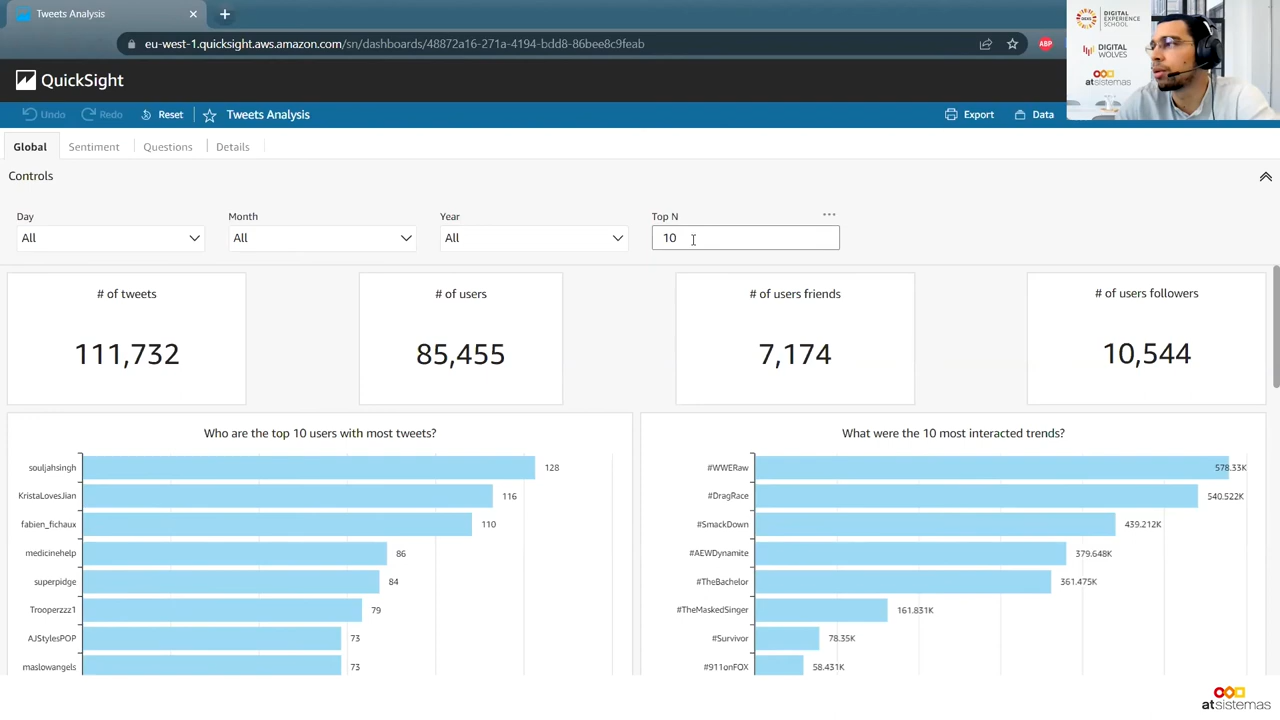 Tweets Analysis
eu-west-1.quicksight.aws.amazon.com/sn/dashboards/48872a16-271a-4194-bdd8-86bee8c9feab
ABP
DIGITAL
EXPERIENCE
SCHOOL
DIGITAL
WOLVES
atsistemas
QuickSight
Undo
Redo
Reset
Tweets Analysis
Export
Data
Global
Sentiment
Questions
Details
Controls
Day
Month
Year
Top N
All
All
All
10
# of tweets
# of users
# of users friends
# of users followers
111,732
85,455
7,174
10,544
Who are the top 10 users with most tweets?
souljahsingh
128
KristaLovesJian
116
fabien_fichaux
110
medicinehelp
86
superpidge
84
Trooperzzz1
79
AJStylesPOP
73
maslowangels
73
What were the 10 most interacted trends?
#WWERaw
578.33K
#DragRace
540.522K
#SmackDown
439.212K
#AEWDynamite
379.648K
#TheBachelor
361.475K
#TheMaskedSinger
161.831K
#Survivor
78.35K
#911onFOX
58.431K
atsistemas